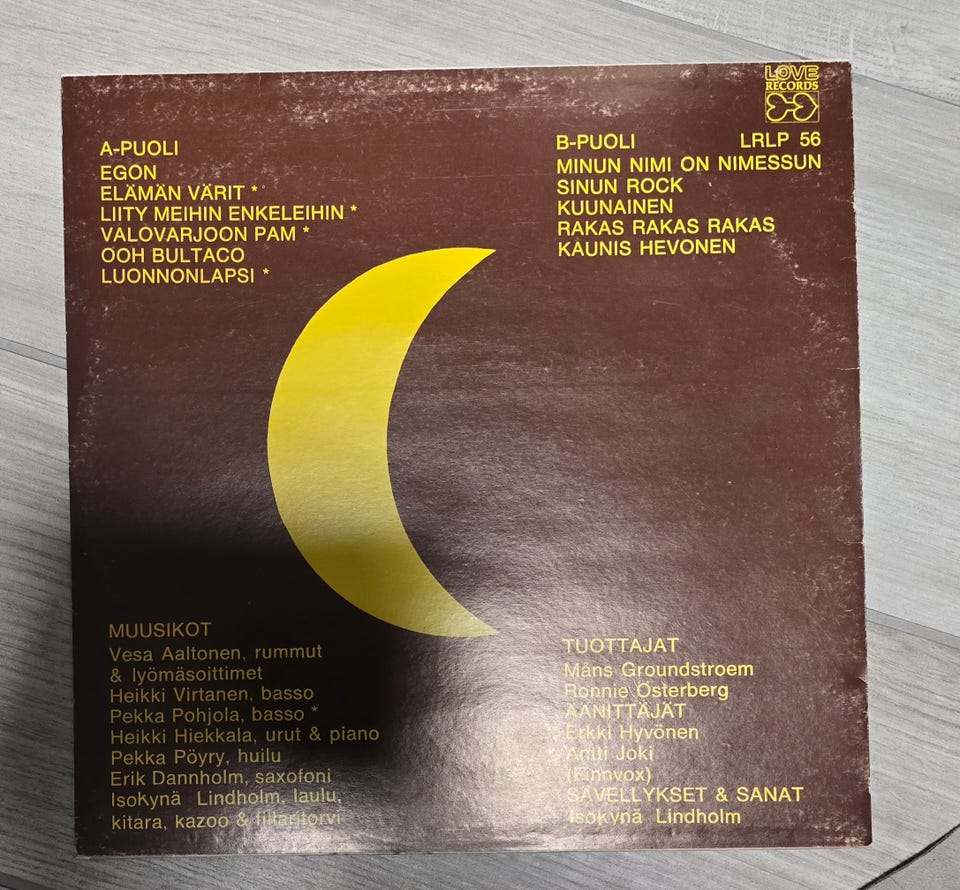 LOVE
RECORDS
A-PUOLI
EGON
ELÄMÄN VÄRIT *
LIITY MEIHIN ENKELEIHIN *
VALOVARJOON PAM *
OOH BULTACO
LUONNONLAPSI *
B-PUOLI LRLP 56
MINUN NIMI ON NIMESSUN
SINUN ROCK
KUUNAINEN
RAKAS RAKAS RAKAS
KAUNIS HEVONEN
MUUSIKOT
Vesa Aaltonen, rummut
& lyömäsoittimet
Heikki Virtanen, basso
Pekka Pohjola, basso *
Heikki Hiekkala, urut & piano
Pekka Pöyry, huilu
Erik Dannholm, saxofoni
Isokynä Lindholm, laulu,
kitara, kazoo & fillaritorvi
TUOTTAJAT
Måns Groundstroem
Ronnie Österberg
ÄÄNITTÄJÄT
Erkki Hyvönen
Antti Joki
(Finnvox)
SÄVELLYKSET & SANAT
Isokynä Lindholm